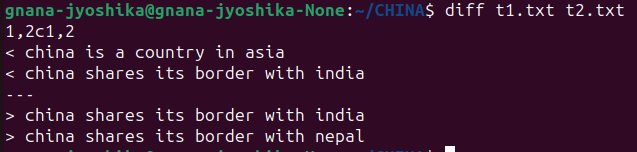 gnana-jyoshika@gnana-jyoshika-None:~/CHINA$ diff t1.txt t2.txt
1,2c1,2
< china is a country in asia
< china shares its border with india
---
> china shares its border with india
> china shares its border with nepal